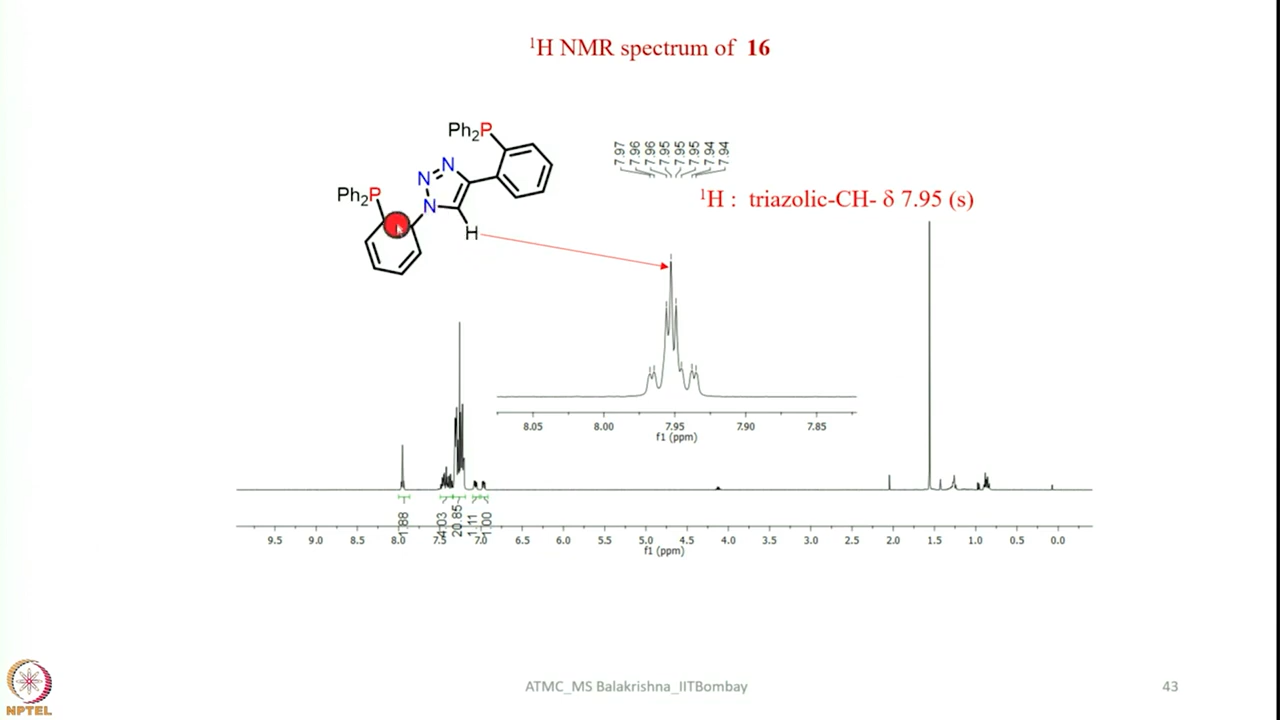 ¹H NMR spectrum of 16
Ph₂P
N
N
N
Ph₂P
H
7.97
7.96
7.96
7.95
7.95
7.95
7.94
7.94
¹H : triazolic-CH- δ 7.95 (s)
8.05 8.00 7.95 7.90 7.85
f1 (ppm)
1.88
4.03
20.85
1.11
1.00
9.5 9.0 8.5 8.0 7.5 7.0 6.5 6.0 5.5 5.0 4.5 4.0 3.5 3.0 2.5 2.0 1.5 1.0 0.5 0.0
f1 (ppm)
NPTEL
ATMC_MS Balakrishna_IITBombay
43